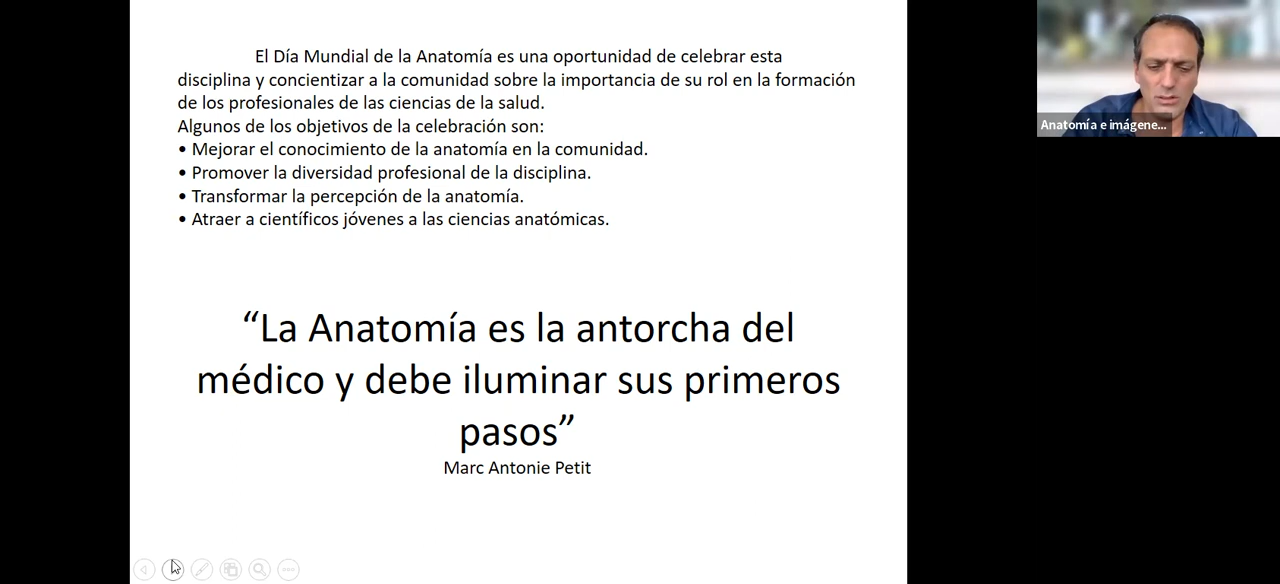 El Día Mundial de la Anatomía es una oportunidad de celebrar esta
disciplina y concientizar a la comunidad sobre la importancia de su rol en la formación
de los profesionales de las ciencias de la salud.
Algunos de los objetivos de la celebración son:
• Mejorar el conocimiento de la anatomía en la comunidad.
• Promover la diversidad profesional de la disciplina.
• Transformar la percepción de la anatomía.
• Atraer a científicos jóvenes a las ciencias anatómicas.
“La Anatomía es la antorcha del
médico y debe iluminar sus primeros
pasos”
Marc Antonie Petit
Anatomía e imágene...